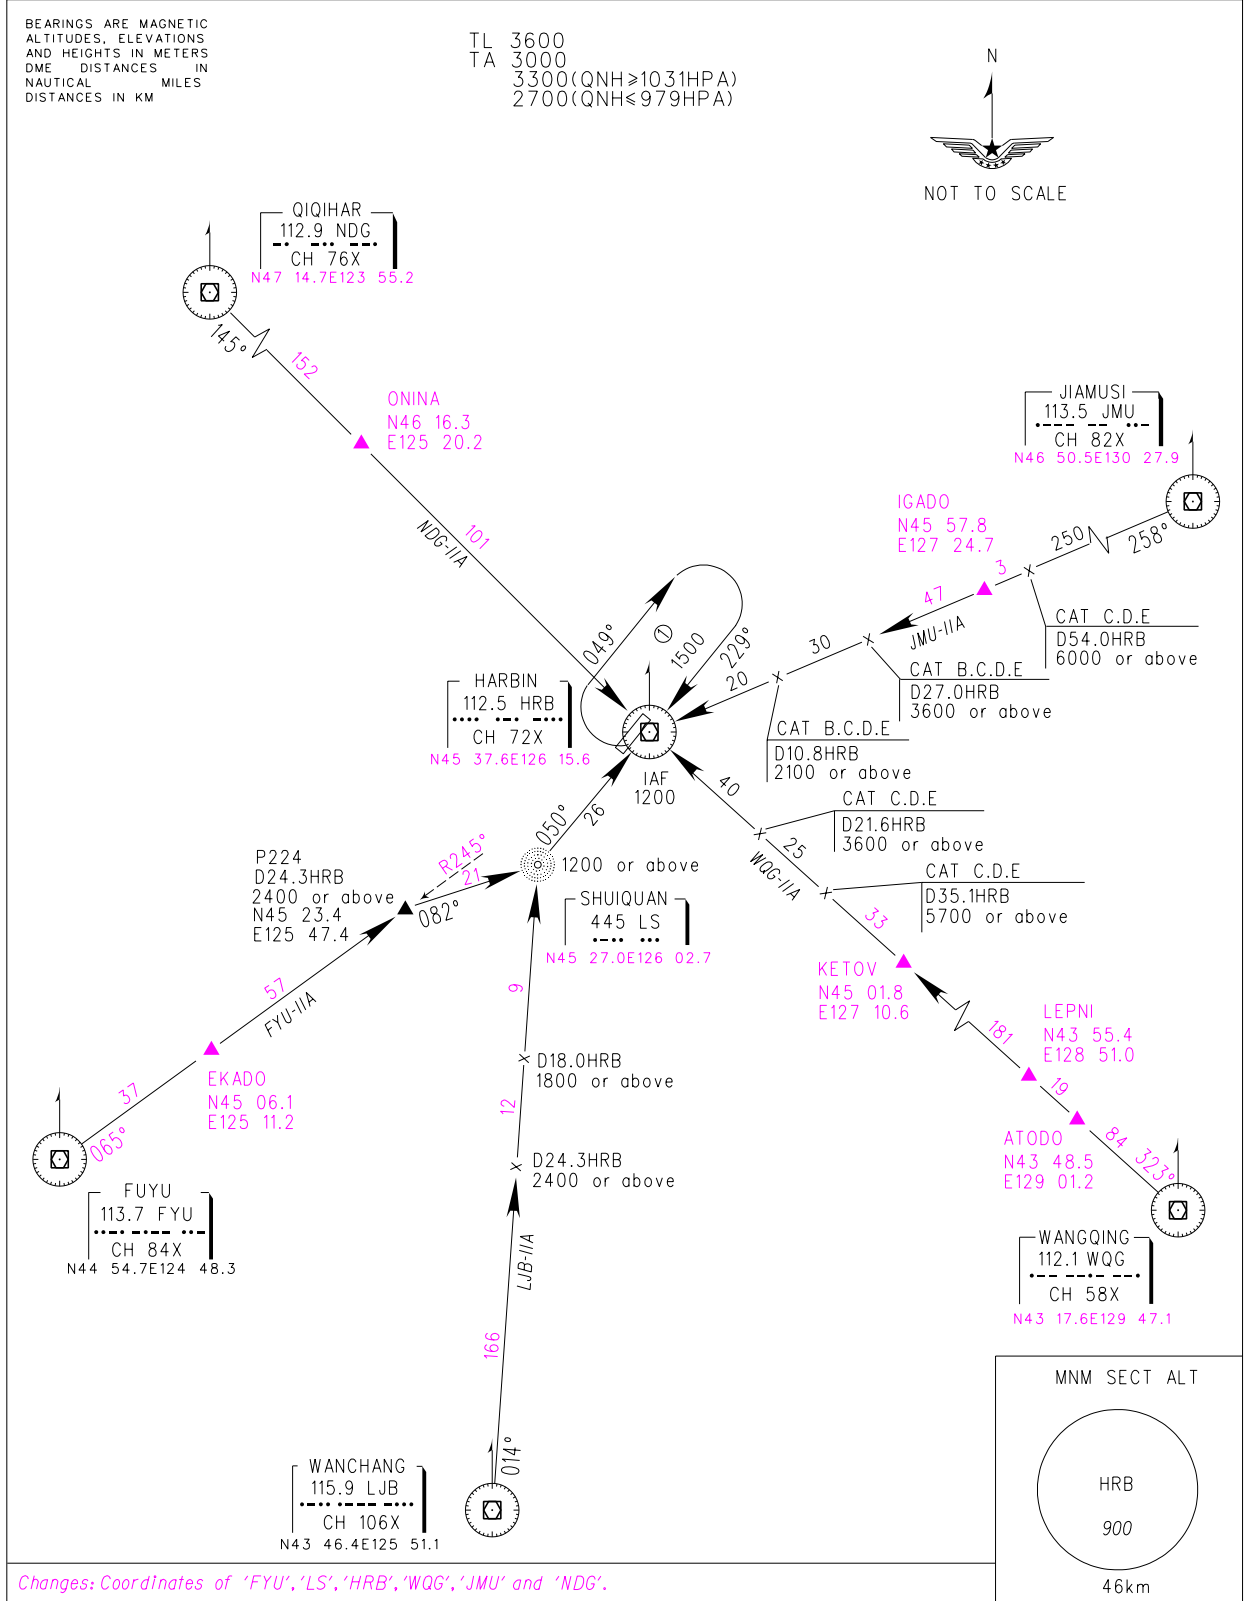 BEARINGS ARE MAGNETIC
ALTITUDES, ELEVATIONS
AND HEIGHTS IN METERS
DME DISTANCES IN
NAUTICAL MILES
DISTANCES IN KM
TL 3600
TA 3000
3300(QNH≥1031HPA)
2700(QNH≤979HPA)
N
NOT TO SCALE
QIQIHAR
112.9 NDG
CH 76X
N47 14.7E123 55.2
145°
152
ONINA
N46 16.3
E125 20.2
101
NDG-11A
JIAMUSI
113.5 JMU
CH 82X
N46 50.5E130 27.9
258°
250
IGADO
N45 57.8
E127 24.7
3
47
JMU-11A
30
20
CAT C.D.E
D54.0HRB
6000 or above
CAT B.C.D.E
D27.0HRB
3600 or above
CAT B.C.D.E
D10.8HRB
2100 or above
049°
1
1500
229°
HARBIN
112.5 HRB
CH 72X
N45 37.6E126 15.6
IAF
1200
40
CAT C.D.E
D21.6HRB
3600 or above
25
WQG-11A
CAT C.D.E
D35.1HRB
5700 or above
33
KETOV
N45 01.8
E127 10.6
181
LEPNI
N43 55.4
E128 51.0
19
ATODO
N43 48.5
E129 01.2
84
323°
WANGQING
112.1 WQG
CH 58X
N43 17.6E129 47.1
050°
26
P224
D24.3HRB
2400 or above
N45 23.4
E125 47.4
R245°
21
082°
1200 or above
SHUIQUAN
445 LS
N45 27.0E126 02.7
57
FYU-11A
EKADO
N45 06.1
E125 11.2
37
065°
FUYU
113.7 FYU
CH 84X
N44 54.7E124 48.3
9
D18.0HRB
1800 or above
12
D24.3HRB
2400 or above
LJB-11A
166
014°
WANCHANG
115.9 LJB
CH 106X
N43 46.4E125 51.1
MNM SECT ALT
HRB
900
46km
Changes: Coordinates of 'FYU','LS','HRB','WQG','JMU' and 'NDG'.